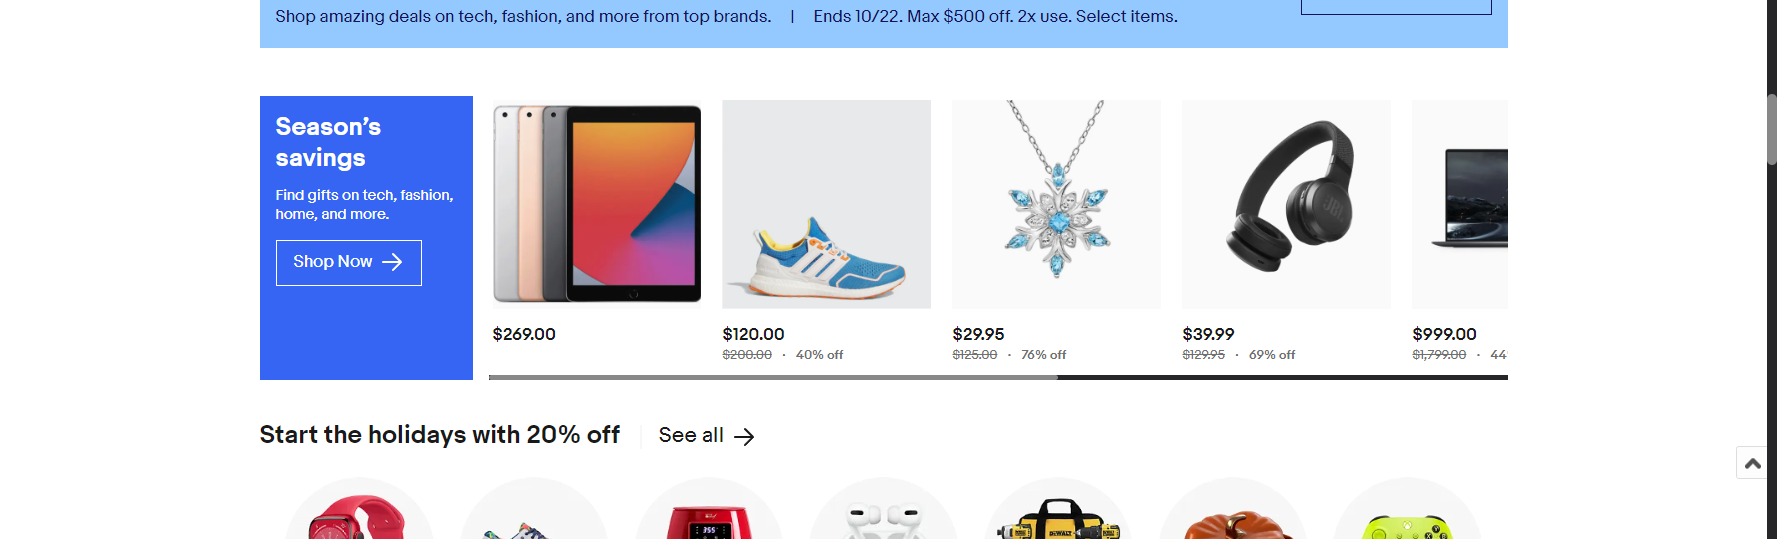 Shop amazing deals on tech, fashion, and more from top brands. | Ends 10/22. Max $500 off. 2x use. Select items.
Season's
savings
Find gifts on tech, fashion,
home, and more.
Shop Now
JBL
$269.00
$120.00
$200.00 · 40% off
$29.95
$125.00 · 76% off
$39.99
$129.95 · 69% off
$999.00
$1,799.00 · 44
Start the holidays with 20% off
See all
355
DEWALT